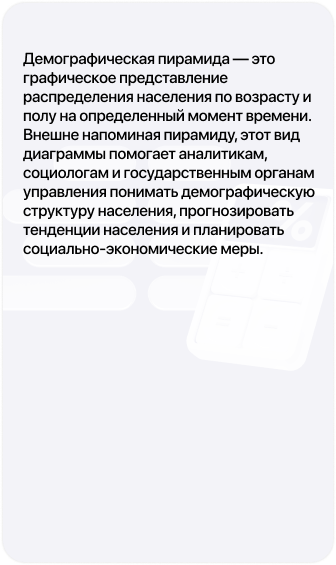 Демографическая пирамида — это
графическое представление
распределения населения по возрасту и
полу на определенный момент времени.
Внешне напоминая пирамиду, этот вид
диаграммы помогает аналитикам,
социологам и государственным органам
управления понимать демографическую
структуру населения, прогнозировать
тенденции населения и планировать
социально-экономические меры.